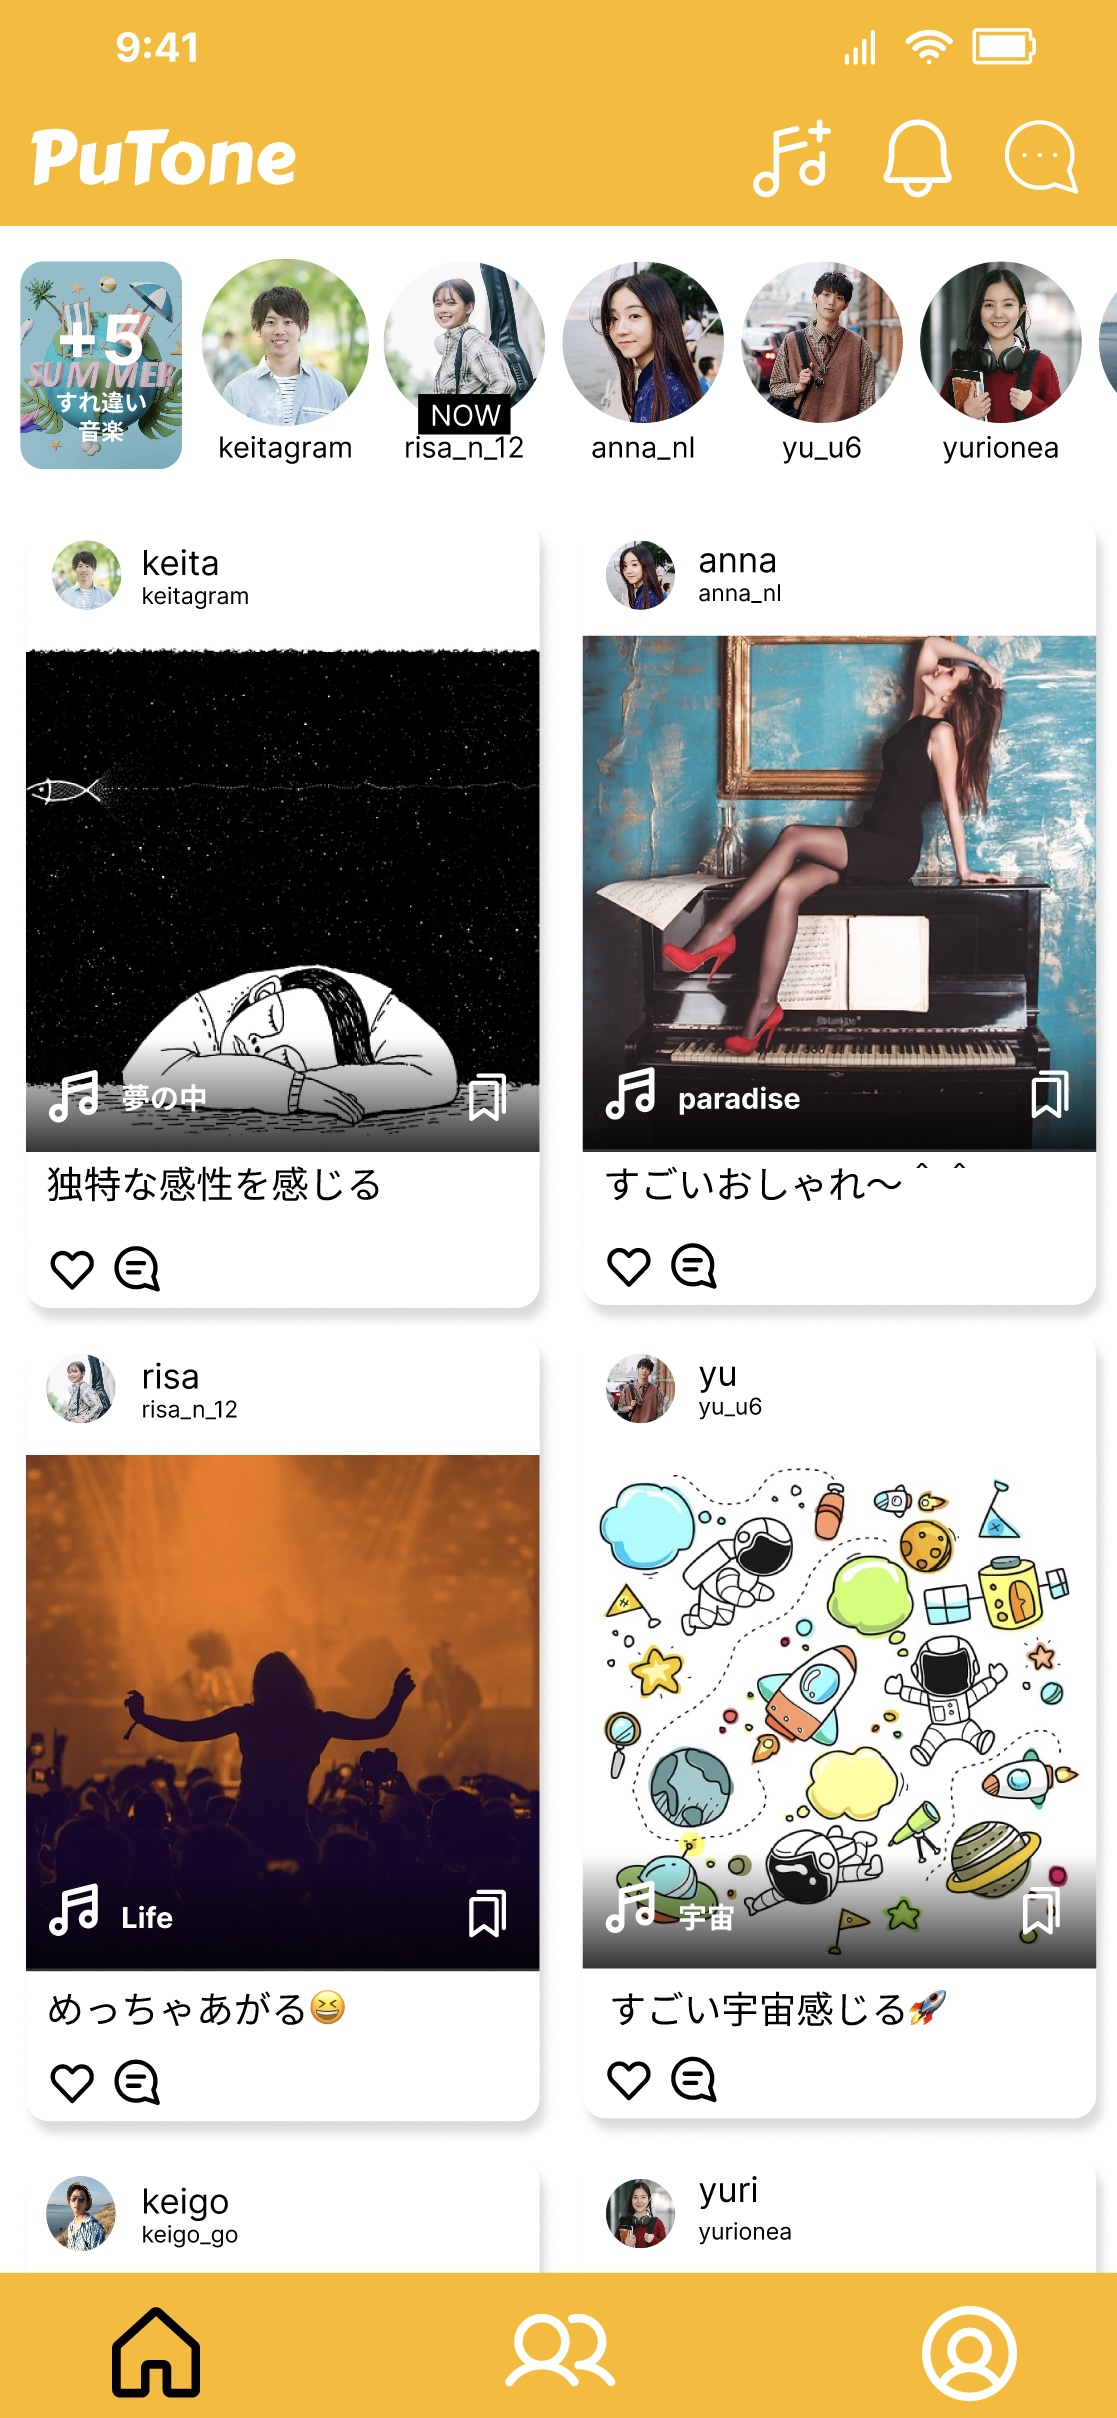 9:41
PuTone
+5
SUMMER
すれ違い
音楽
NOW
keitagram
risa_n_12
anna_nl
yu_u6
yurionea
keita
keitagram
anna
anna_nl
夢の中
paradise
独特な感性を感じる
すごいおしゃれ〜 ^ ^
risa
risa_n_12
yu
yu_u6
Life
宇宙
めっちゃあがる😆
すごい宇宙感じる🚀
keigo
keigo_go
yuri
yurionea